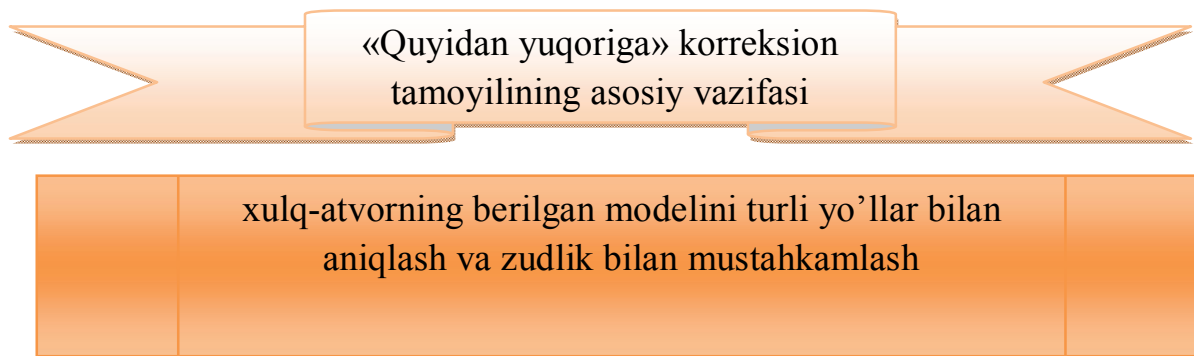 «Quyidan yuqoriga» korreksion
tamoyilining asosiy vazifasi
xulq-atvorning berilgan modelini turli yo’llar bilan
aniqlash va zudlik bilan mustahkamlash